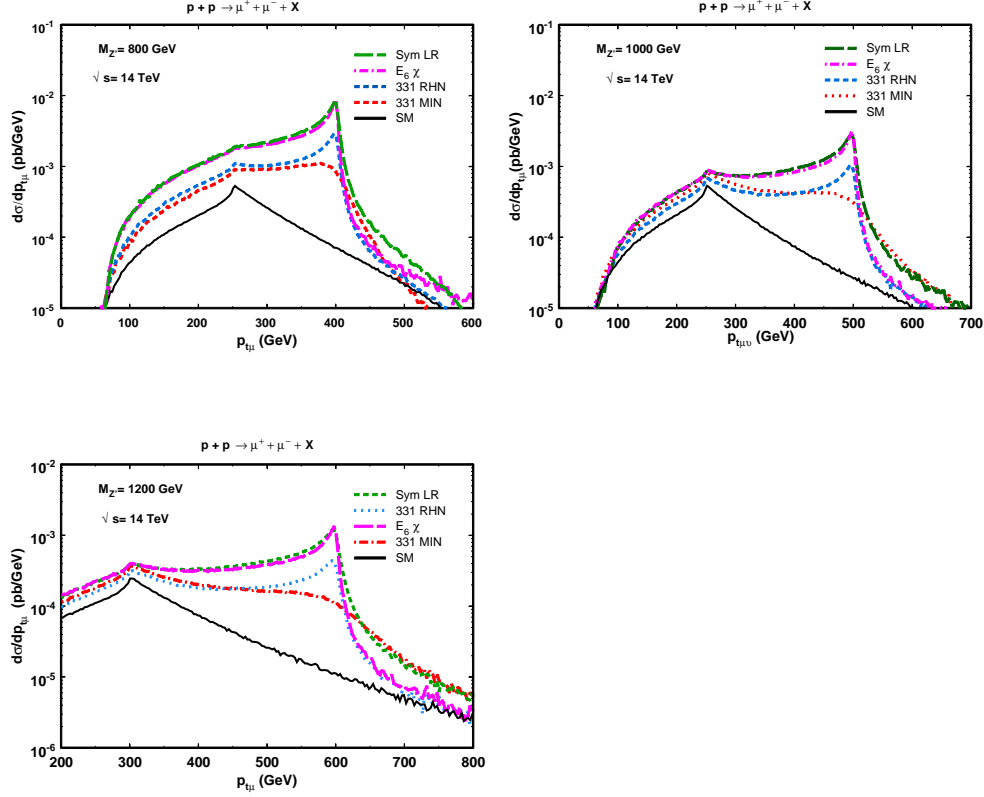 p + p → μ⁺ + μ⁻ + X
M_Z'= 800 GeV
√ s= 14 TeV
Sym LR
E₆ χ
331 RHN
331 MIN
SM
10⁻¹
10⁻²
10⁻³
10⁻⁴
10⁻⁵
dσ/dp_tμ (pb/GeV)
0 100 200 300 400 500 600
p_tμ (GeV)
p + p → μ⁺ + μ⁻ + X
M_Z'= 1000 GeV
√ s= 14 TeV
Sym LR
E₆ χ
331 RHN
331 MIN
SM
10⁻¹
10⁻²
10⁻³
10⁻⁴
10⁻⁵
dσ/dp_tμ (pb/GeV)
0 100 200 300 400 500 600 700
p_tμυ (GeV)
p + p → μ⁺ + μ⁻ + X
M_Z'= 1200 GeV
√ s= 14 TeV
Sym LR
331 RHN
E₆ χ
331 MIN
SM
10⁻²
10⁻³
10⁻⁴
10⁻⁵
10⁻⁶
dσ/dp_tμ (pb/GeV)
200 300 400 500 600 700 800
p_tμ (GeV)